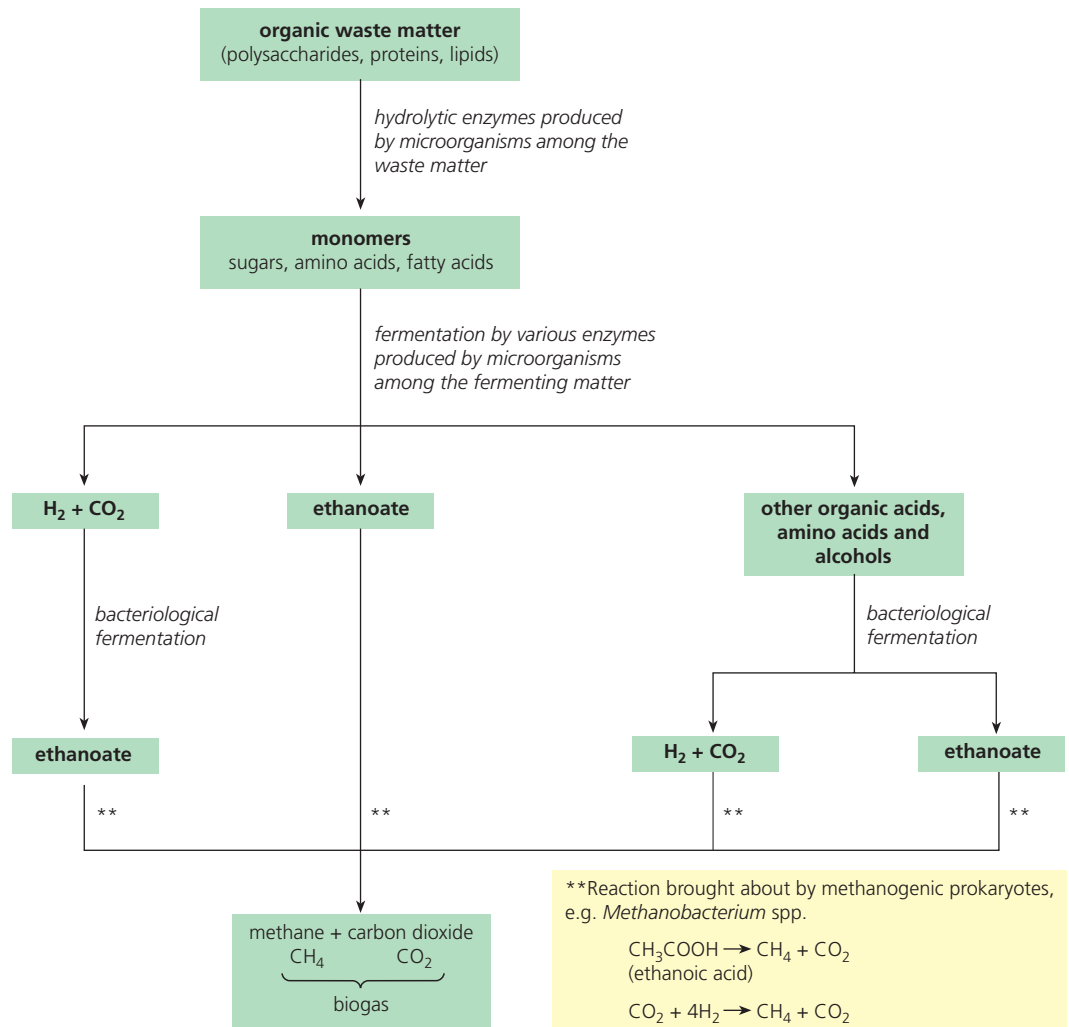 organic waste matter
(polysaccharides, proteins, lipids)
hydrolytic enzymes produced
by microorganisms among the
waste matter
monomers
sugars, amino acids, fatty acids
fermentation by various enzymes
produced by microorganisms
among the fermenting matter
H₂ + CO₂
ethanoate
other organic acids,
amino acids and
alcohols
bacteriological
fermentation
bacteriological
fermentation
ethanoate
H₂ + CO₂
ethanoate
**
**
**
**
methane + carbon dioxide
CH₄ CO₂
biogas
**Reaction brought about by methanogenic prokaryotes,
e.g. Methanobacterium spp.
CH₃COOH → CH₄ + CO₂
(ethanoic acid)
CO₂ + 4H₂ → CH₄ + CO₂